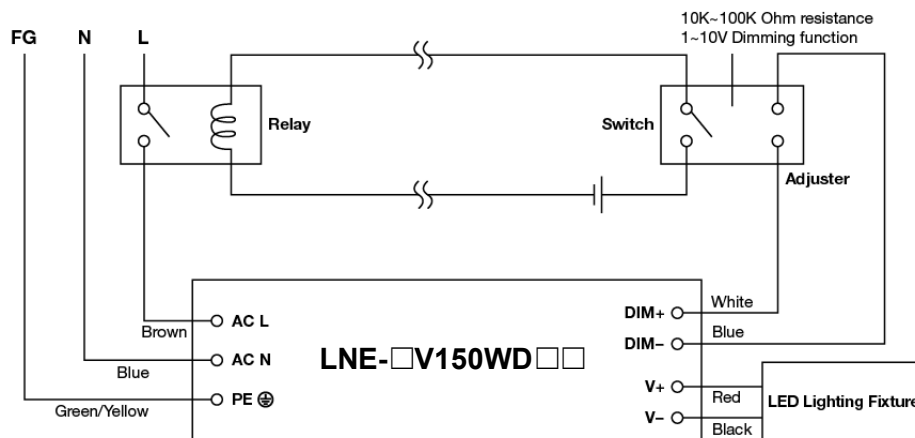 10K~100K Ohm resistance
1~10V Dimming function
FG N L
Relay
Switch
Adjuster
White
DIM+
Brown
AC L
Blue
DIM–
AC N
Blue
LNE-□V150WD□□
V+
Red
LED Lighting Fixture
PE
Green/Yellow
V–
Black